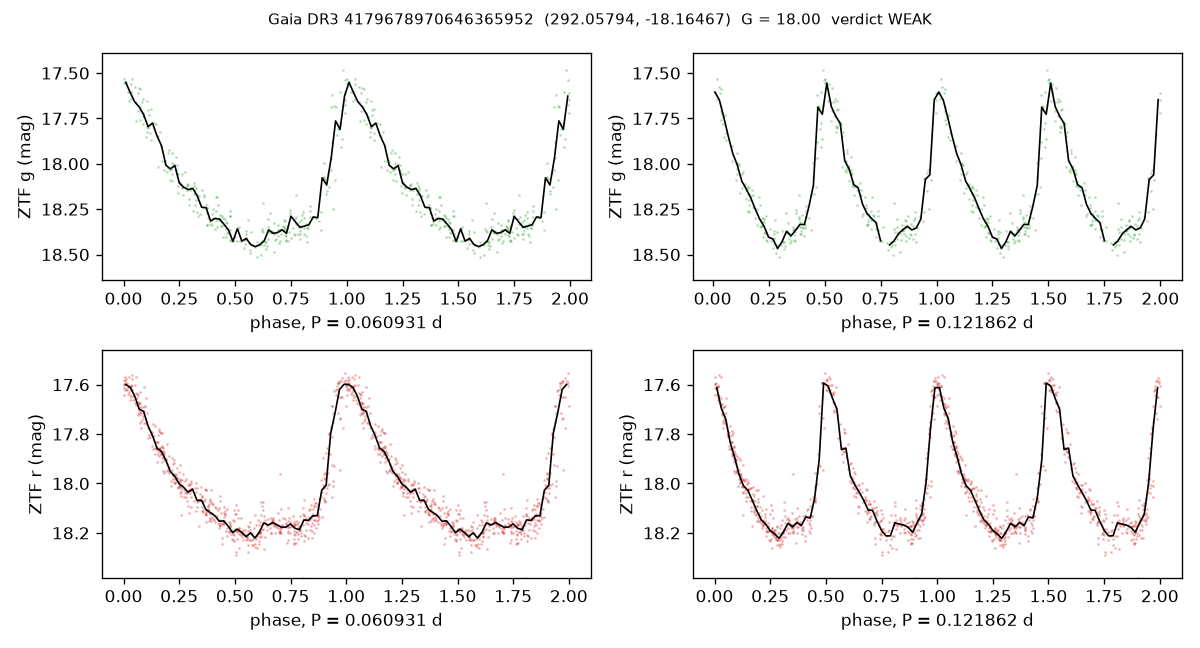 Gaia DR3 4179678970646365952 (292.05794, -18.16467) G = 18.00 verdict WEAK
ZTF g (mag)
17.50
17.75
18.00
18.25
18.50
0.00 0.25 0.50 0.75 1.00 1.25 1.50 1.75 2.00
phase, P = 0.060931 d
ZTF g (mag)
17.50
17.75
18.00
18.25
18.50
0.00 0.25 0.50 0.75 1.00 1.25 1.50 1.75 2.00
phase, P = 0.121862 d
ZTF r (mag)
17.6
17.8
18.0
18.2
0.00 0.25 0.50 0.75 1.00 1.25 1.50 1.75 2.00
phase, P = 0.060931 d
ZTF r (mag)
17.6
17.8
18.0
18.2
0.00 0.25 0.50 0.75 1.00 1.25 1.50 1.75 2.00
phase, P = 0.121862 d